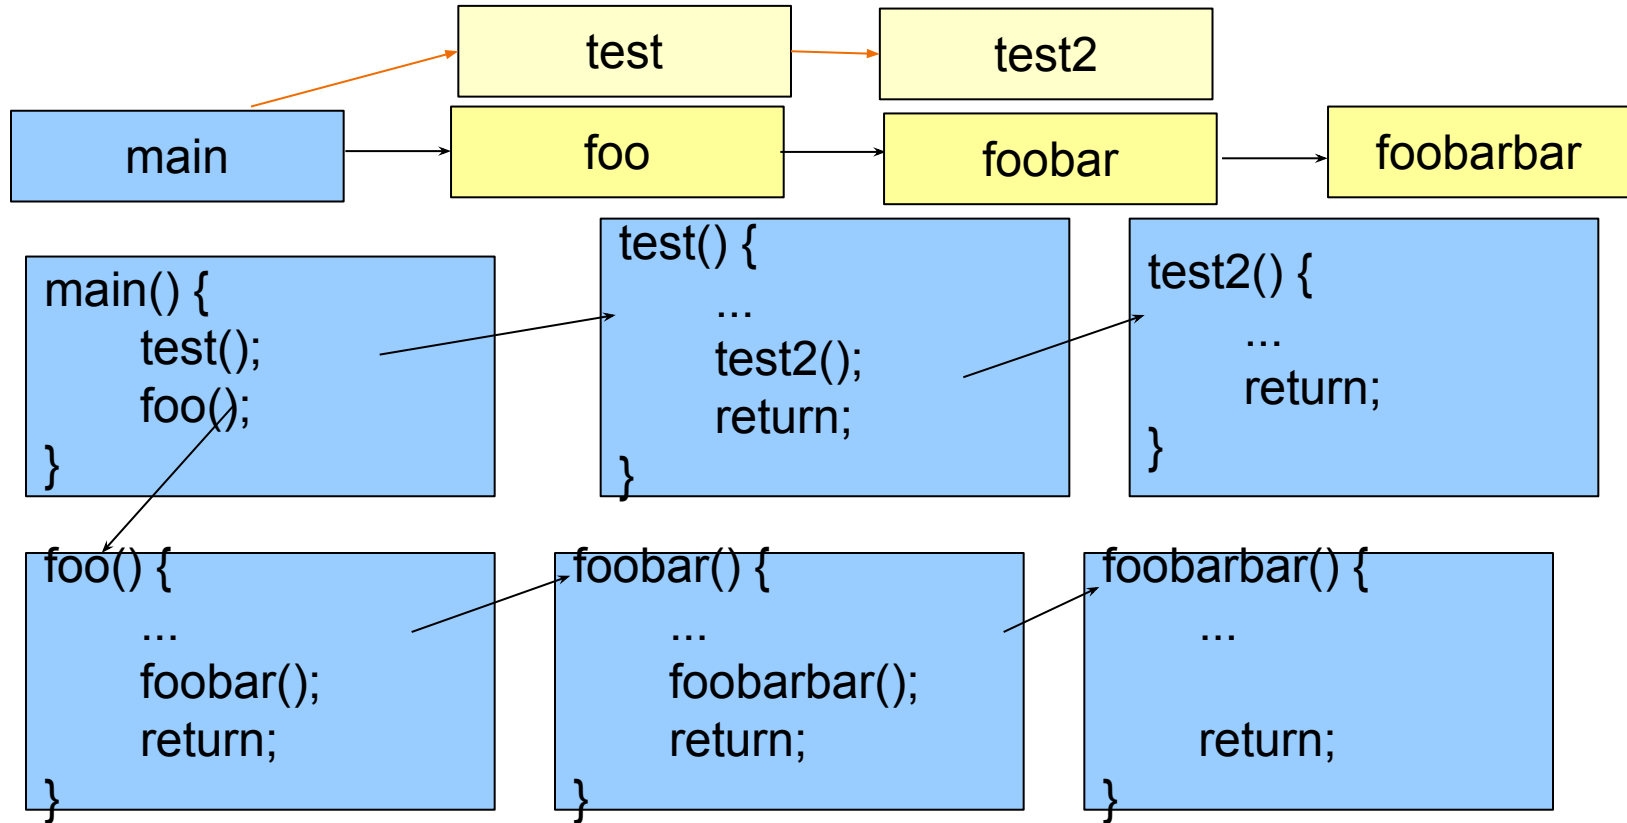 test
test2
main
foo
foobar
foobarbar
main() {
test();
foo();
}
test() {
...
test2();
return;
}
test2() {
...
return;
}
foo() {
...
foobar();
return;
}
foobar() {
...
foobarbar();
return;
}
foobarbar() {
...
return;
}